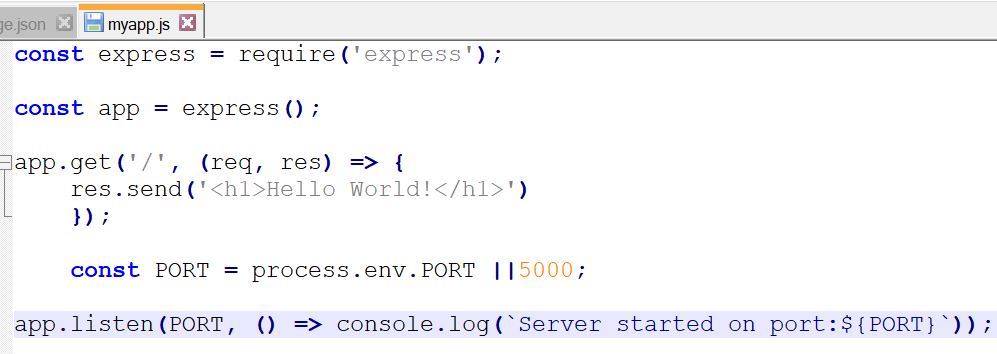 ge.json myapp.js
const express = require('express');
const app = express();
app.get('/', (req, res) => {
res.send('<h1>Hello World!</h1>')
});
const PORT = process.env.PORT ||5000;
app.listen(PORT, () => console.log(`Server started on port:${PORT}`));